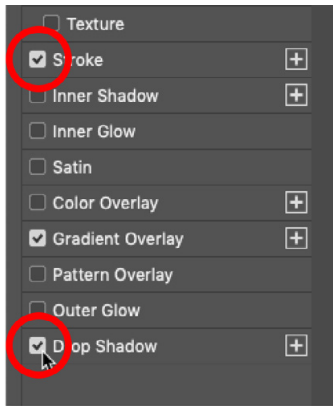 Texture
Stroke
Inner Shadow
Inner Glow
Satin
Color Overlay
Gradient Overlay
Pattern Overlay
Outer Glow
Drop Shadow